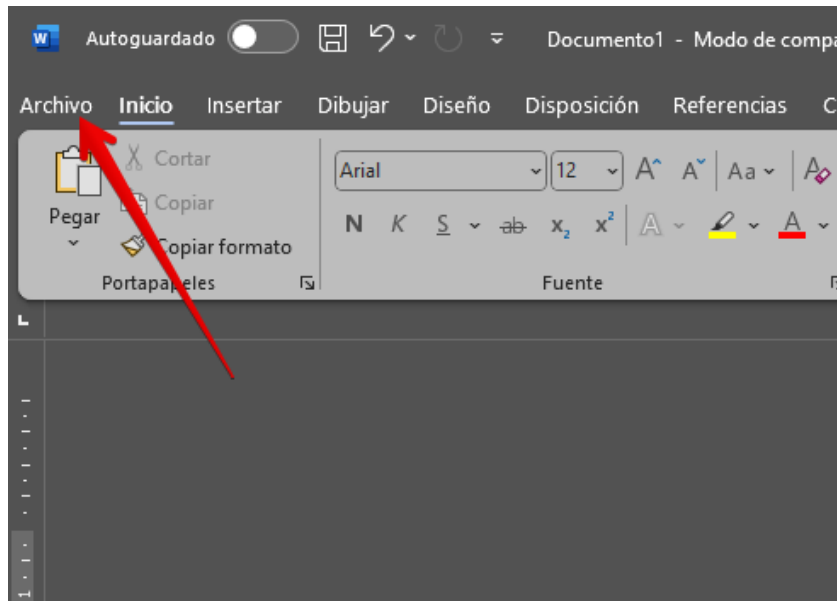 W Autoguardado Documento1 - Modo de compa
Archivo Inicio Insertar Dibujar Diseño Disposición Referencias C
Pegar
Cortar
Copiar
Copiar formato
Portapapeles
Arial 12 A A Aa A
N K S ab x₂ x² A A
Fuente
L
1